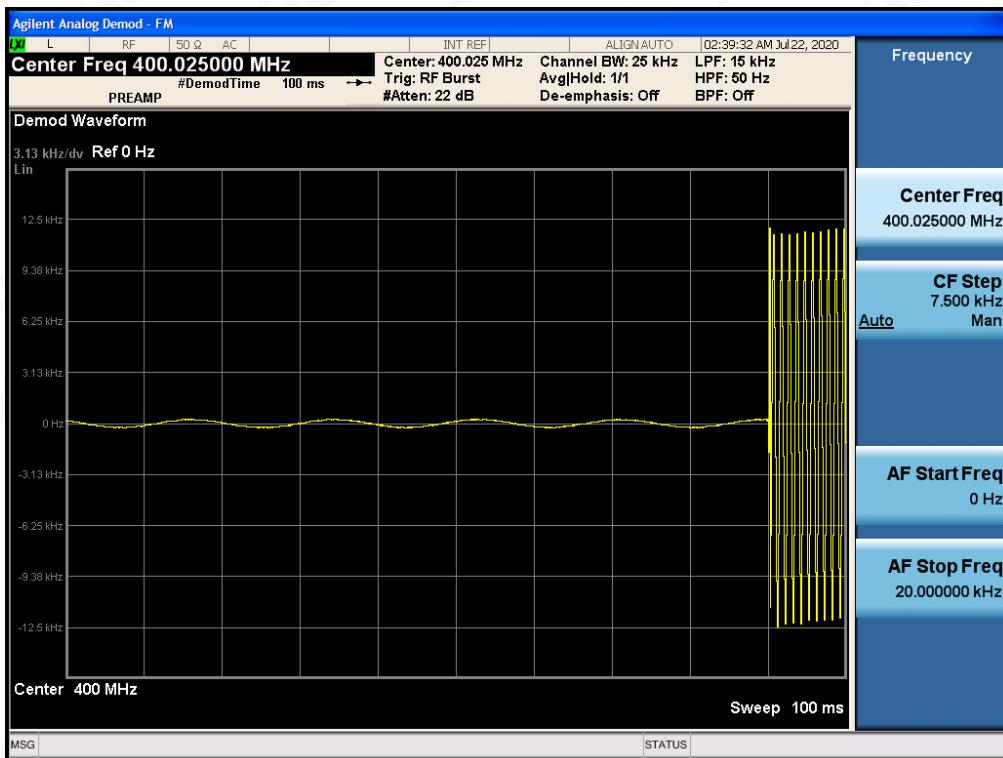 Agilent Analog Demod - FM
LXI L RF 50 Ω AC INT REF ALIGN AUTO 02:39:32 AM Jul 22, 2020
Center Freq 400.025000 MHz
#DemodTime 100 ms
PREAMP
Center: 400.025 MHz Channel BW: 25 kHz LPF: 15 kHz
Trig: RF Burst Avg|Hold: 1/1 HPF: 50 Hz
#Atten: 22 dB De-emphasis: Off BPF: Off
Demod Waveform
3.13 kHz/dv Ref 0 Hz
Lin
12.5 kHz
9.38 kHz
6.25 kHz
3.13 kHz
0 Hz
-3.13 kHz
-6.25 kHz
-9.38 kHz
-12.5 kHz
Center 400 MHz
Sweep 100 ms
MSG STATUS
Frequency
Center Freq
400.025000 MHz
CF Step
7.500 kHz
Auto Man
AF Start Freq
0 Hz
AF Stop Freq
20.000000 kHz